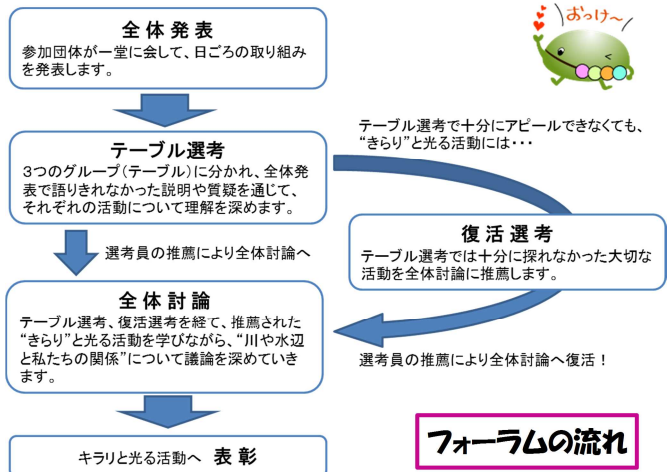 全体発表
参加団体が一堂に会して、日ごろの取り組み
を発表します。
おっけ～
テーブル選考
3つのグループ（テーブル）に分かれ、全体発
表で語りきれなかった説明や質疑を通じて、
それぞれの活動について理解を深めます。
テーブル選考で十分にアピールできなくても、
“きらり”と光る活動には・・・
選考員の推薦により全体討論へ
復活選考
テーブル選考では十分に探れなかった大切な
活動を全体討論に推薦します。
全体討論
テーブル選考、復活選考を経て、推薦された
“きらり”と光る活動を学びながら、“川や水辺
と私たちの関係”について議論を深めていき
ます。
選考員の推薦により全体討論へ復活！
キラリと光る活動へ 表彰
フォーラムの流れ